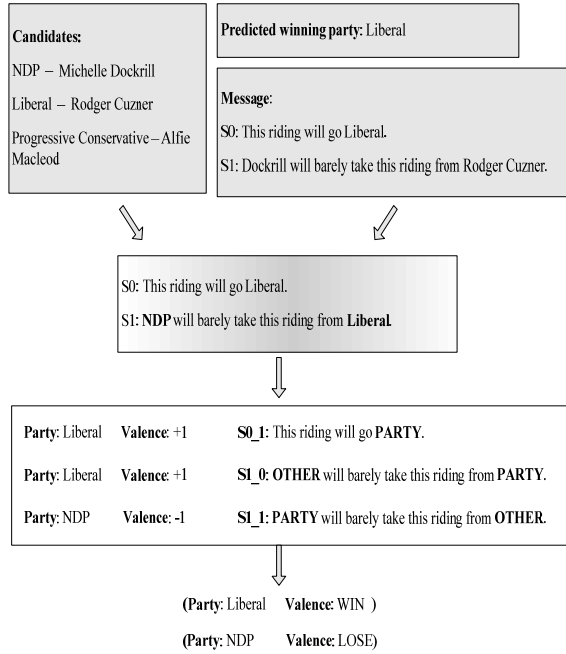 Candidates:
NDP – Michelle Dockrill
Liberal – Rodger Cuzner
Progressive Conservative – Alfie
Macleod
Predicted winning party: Liberal
Message:
S0: This riding will go Liberal.
S1: Dockrill will barely take this riding from Rodger Cuzner.
S0: This riding will go Liberal.
S1: NDP will barely take this riding from Liberal.
Party: Liberal Valence: +1 S0_1: This riding will go PARTY.
Party: Liberal Valence: +1 S1_0: OTHER will barely take this riding from PARTY.
Party: NDP Valence: -1 S1_1: PARTY will barely take this riding from OTHER.
(Party: Liberal Valence: WIN )
(Party: NDP Valence: LOSE)